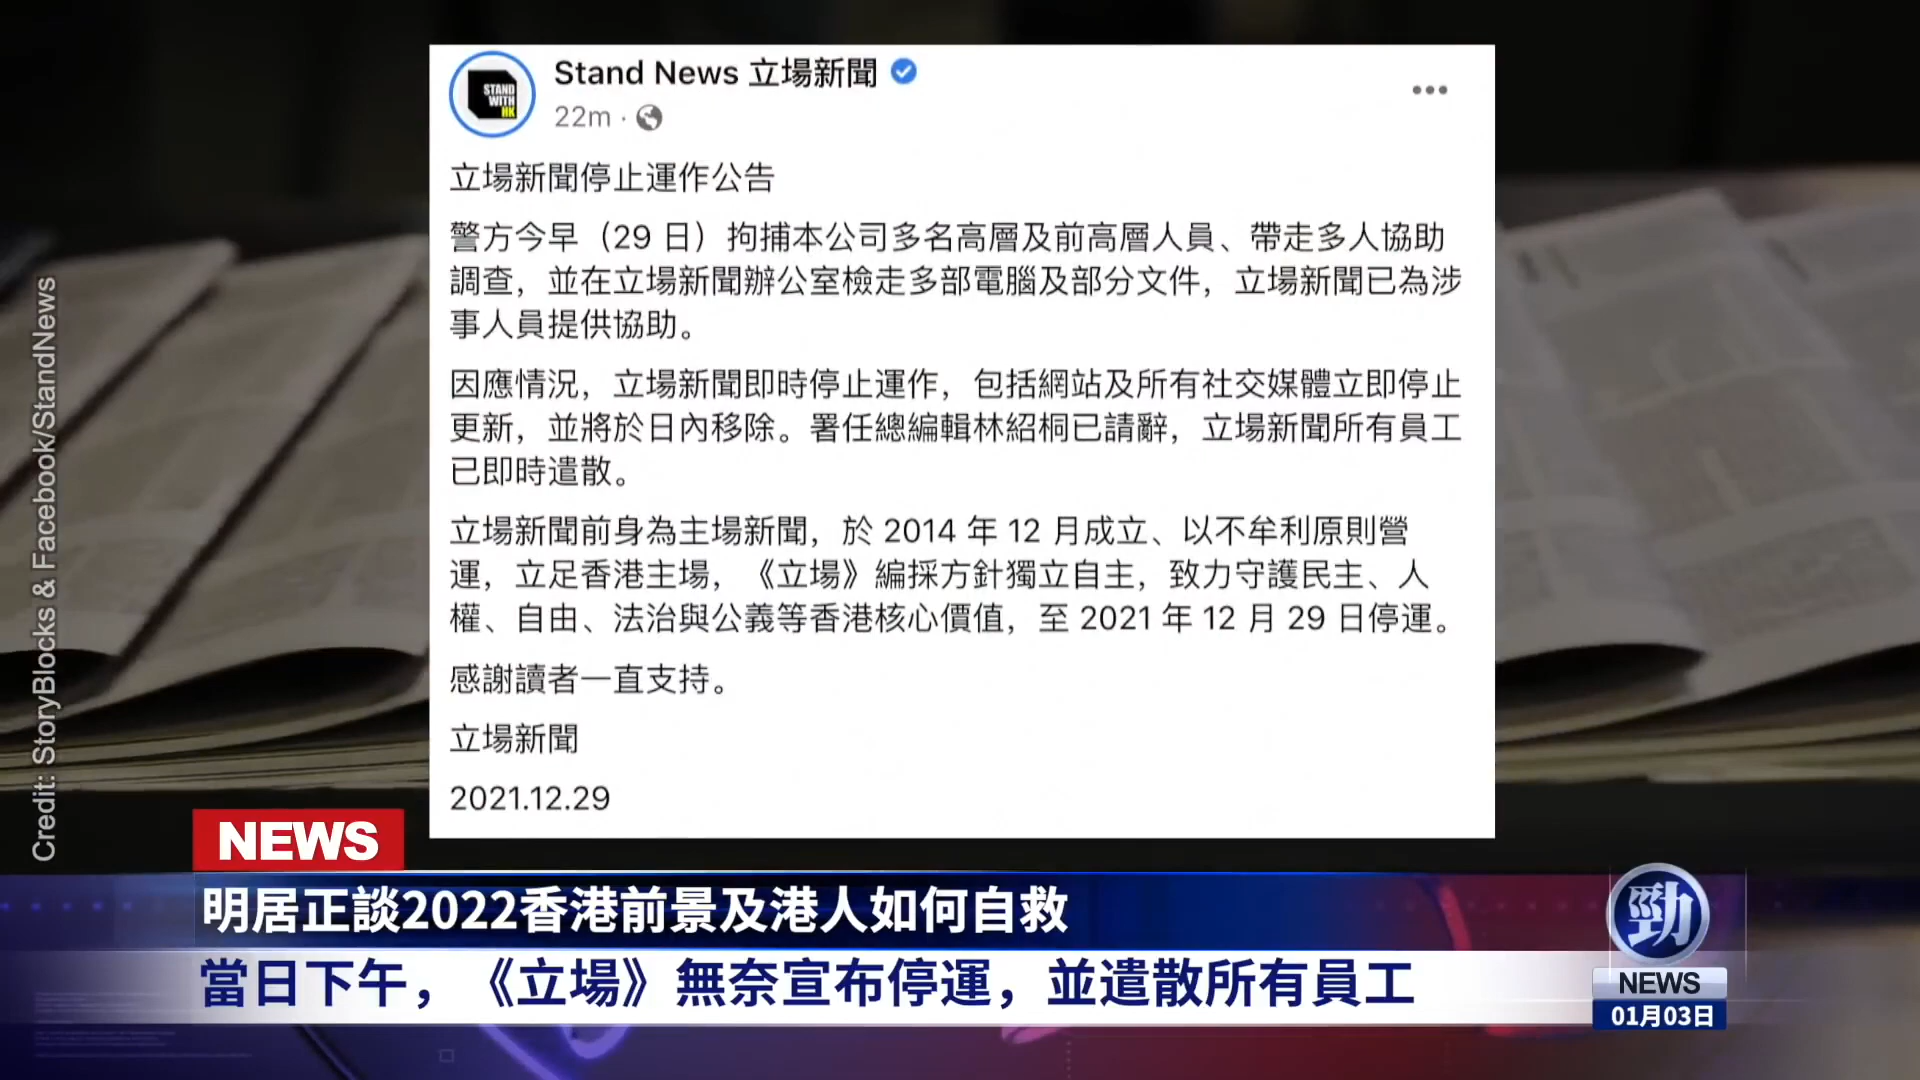 Stand News 立場新聞
STAND
WITH
HK
22m
立場新聞停止運作公告
警方今早（29 日）拘捕本公司多名高層及前高層人員、帶走多人協助
調查，並在立場新聞辦公室檢走多部電腦及部分文件，立場新聞已為涉
事人員提供協助。
因應情況，立場新聞即時停止運作，包括網站及所有社交媒體立即停止
更新，並將於日內移除。署任總編輯林紹桐已請辭，立場新聞所有員工
已即時遣散。
立場新聞前身為主場新聞，於 2014 年 12 月成立、以不牟利原則營
運，立足香港主場，《立場》編採方針獨立自主，致力守護民主、人
權、自由、法治與公義等香港核心價值，至 2021 年 12 月 29 日停運。
感謝讀者一直支持。
立場新聞
2021.12.29
Credit: StoryBlocks & Facebook/StandNews
NEWS
明居正談2022香港前景及港人如何自救
當日下午，《立場》無奈宣布停運，並遣散所有員工
勁
NEWS
01月03日